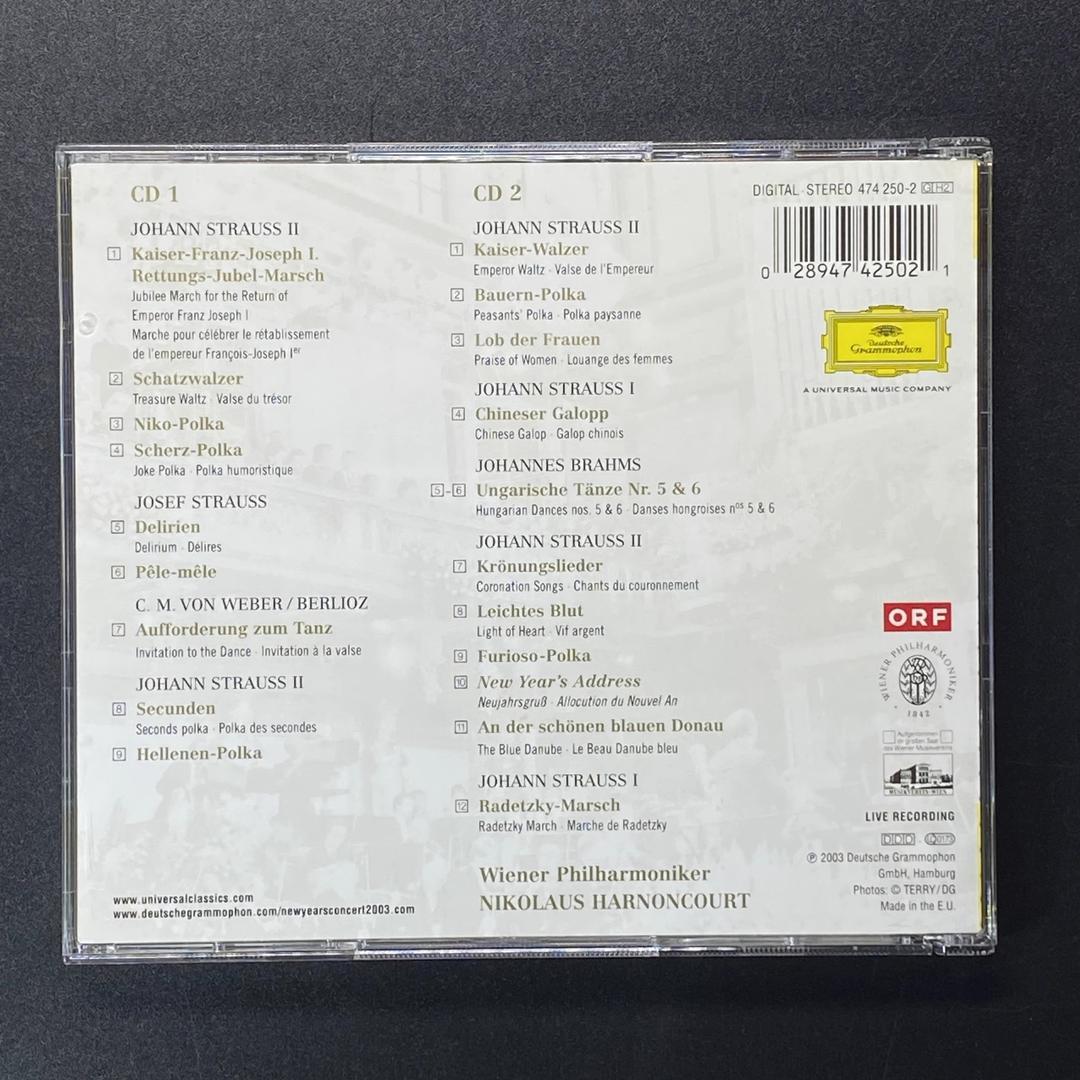 CD 1
JOHANN STRAUSS II
1 Kaiser-Franz-Joseph I.
Rettungs-Jubel-Marsch
Jubilee March for the Return of
Emperor Franz Joseph I
Marche pour célébrer le rétablissement
de l'empereur François-Joseph Ier
2 Schatzwalzer
Treasure Waltz · Valse du trésor
3 Niko-Polka
4 Scherz-Polka
Joke Polka · Polka humoristique
JOSEF STRAUSS
5 Delirien
Delirium · Délires
6 Pêle-mêle
C. M. VON WEBER / BERLIOZ
7 Aufforderung zum Tanz
Invitation to the Dance · Invitation à la valse
JOHANN STRAUSS II
8 Secunden
Seconds polka · Polka des secondes
9 Hellenen-Polka
www.universalclassics.com
www.deutschegrammophon.com/newyearsconcert2003.com
CD 2
JOHANN STRAUSS II
1 Kaiser-Walzer
Emperor Waltz · Valse de l'Empereur
2 Bauern-Polka
Peasants' Polka · Polka paysanne
3 Lob der Frauen
Praise of Women · Louange des femmes
JOHANN STRAUSS I
4 Chineser Galopp
Chinese Galop · Galop chinois
JOHANNES BRAHMS
5-6 Ungarische Tänze Nr. 5 & 6
Hungarian Dances nos. 5 & 6 · Danses hongroises nos 5 & 6
JOHANN STRAUSS II
7 Krönungslieder
Coronation Songs · Chants du couronnement
8 Leichtes Blut
Light of Heart · Vif argent
9 Furioso-Polka
10 New Year's Address
Neujahrsgruß · Allocution du Nouvel An
11 An der schönen blauen Donau
The Blue Danube · Le Beau Danube bleu
JOHANN STRAUSS I
12 Radetzky-Marsch
Radetzky March · Marche de Radetzky
Wiener Philharmoniker
NIKOLAUS HARNONCOURT
DIGITAL · STEREO 474 250-2 GH2
0 28947 42502 1
Deutsche
Grammophon
A UNIVERSAL MUSIC COMPANY
ORF
WIENER PHILHARMONIKER
1842
Aufgenommen
im großen Saal
des Wiener Musikvereins
MUSIKVEREIN WIEN
LIVE RECORDING
DDD
℗ 2003 Deutsche Grammophon
GmbH, Hamburg
Photos: © TERRY/DG
Made in the E.U.